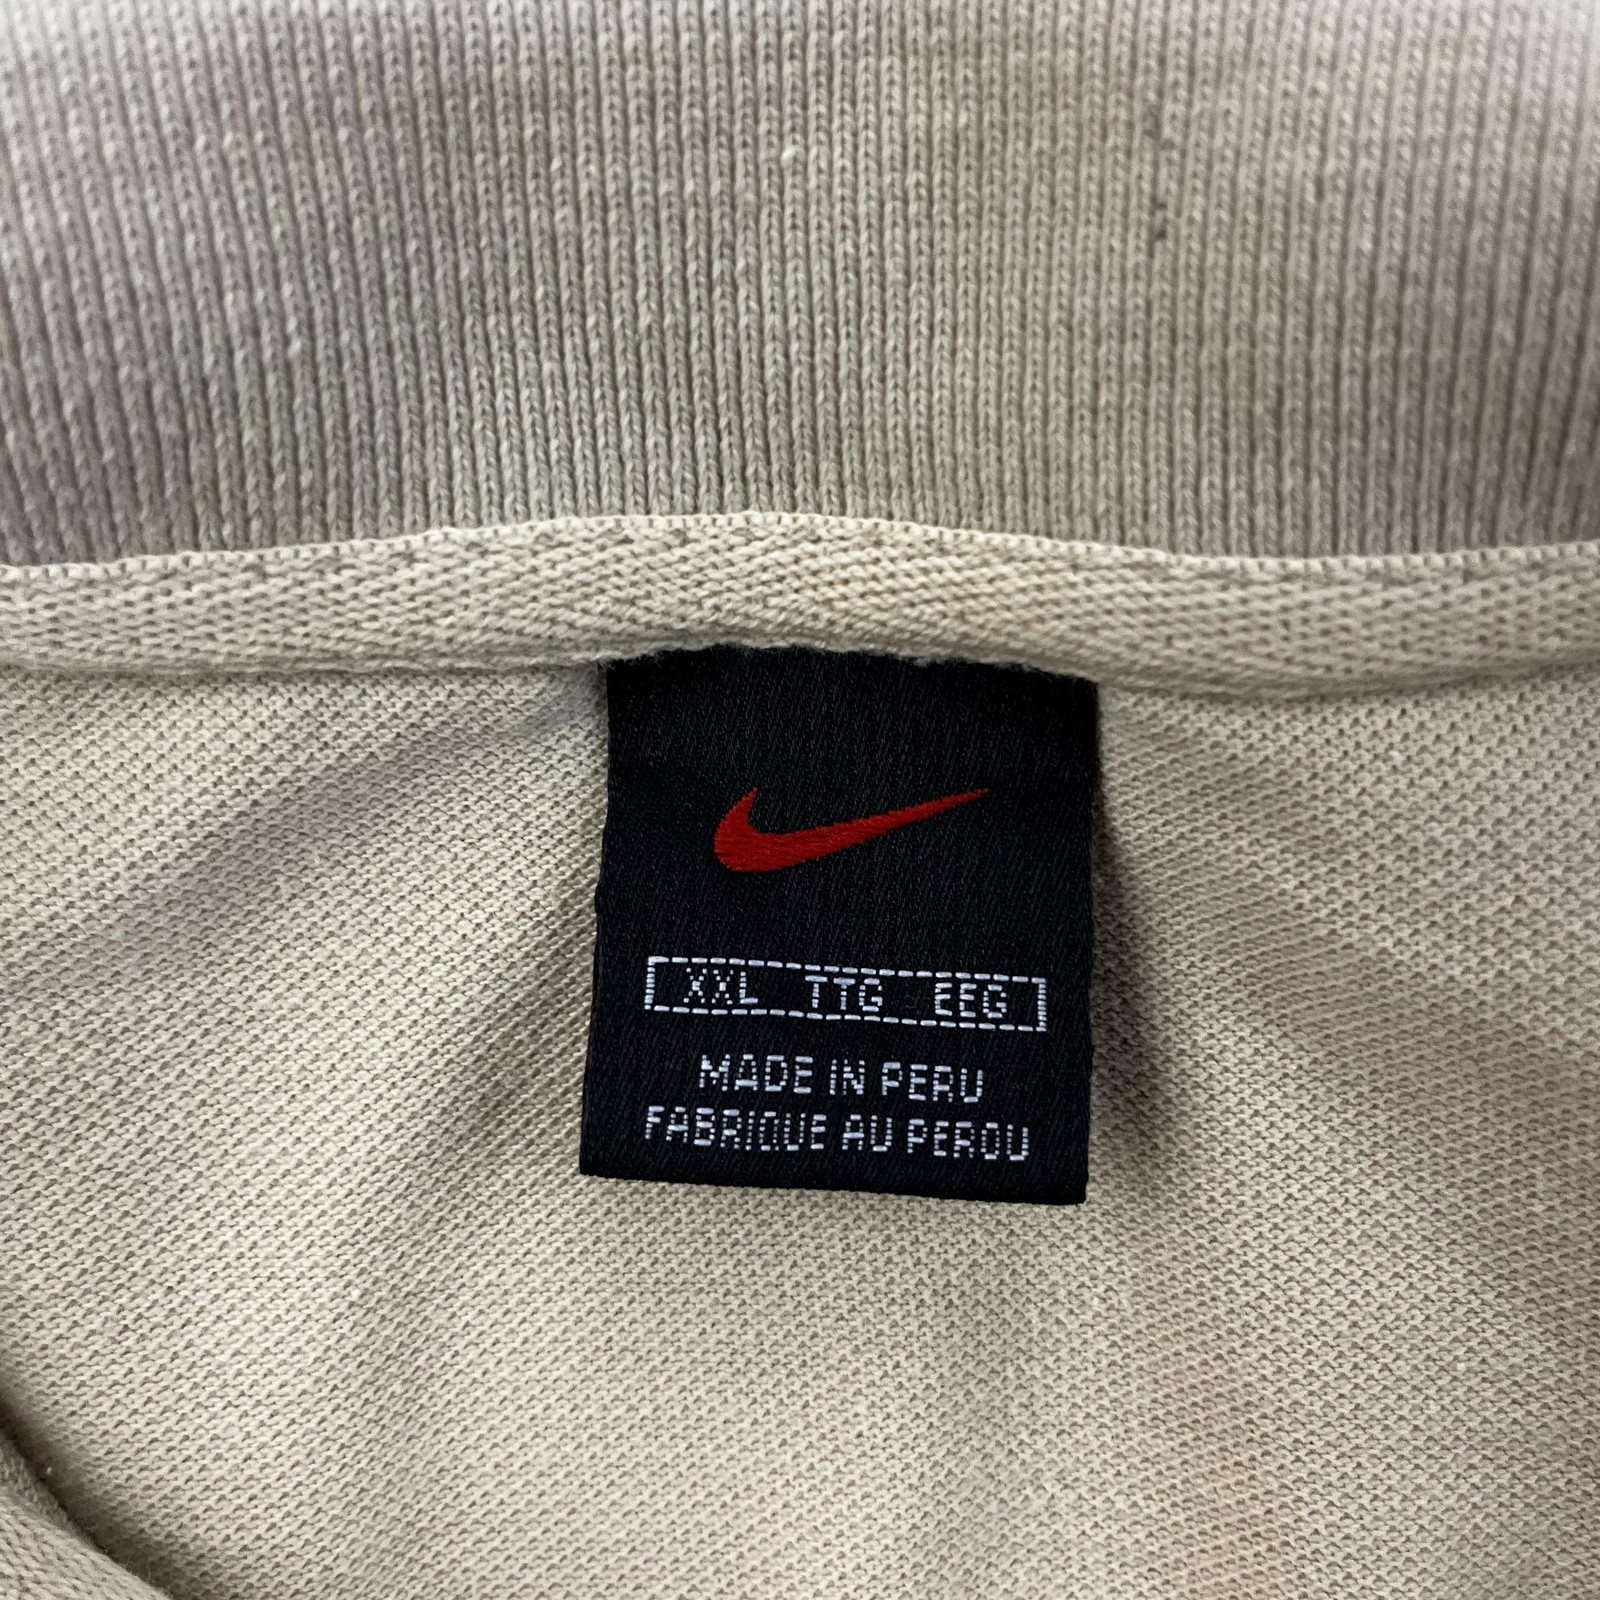 XXL TTG EEG
MADE IN PERU
FABRIQUE AU PEROU